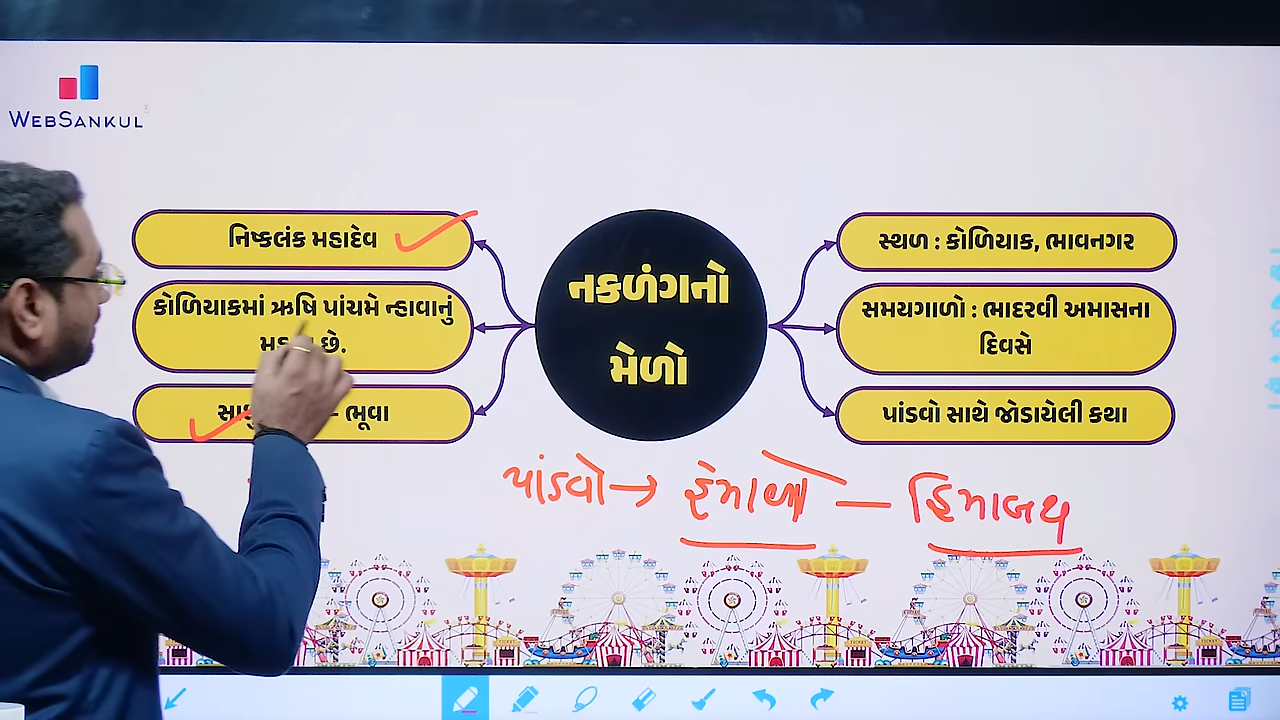 WEBSANKUL
નિષ્કલંક મહાદેવ
કોળિયાકમાં ઋષિ પાંચમે ન્હાવાનું
છે.
ભૂવા
નકળંગનો
મેળો
સ્થળ : કોળિયાક, ભાવનગર
સમયગાળો : ભાદરવી અમાસના
દિવસે
પાંડવો સાથે જોડાયેલી કથા
પાંડવો → હેમાળો — હિમાલય